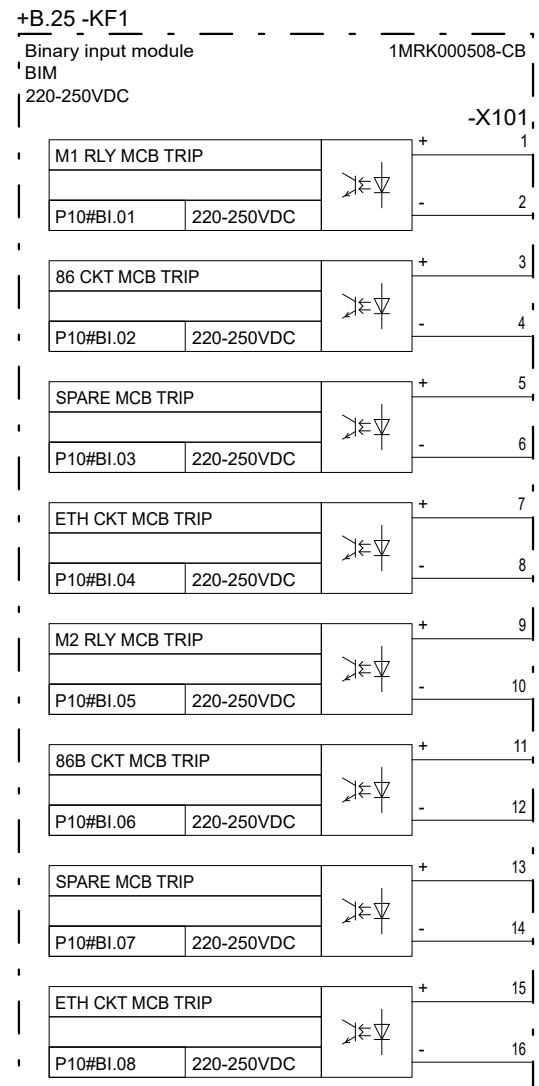 +B.25 -KF1
Binary input module 1MRK000508-CB
BIM
220-250VDC
-X101
M1 RLY MCB TRIP + 1
P10#BI.01 220-250VDC - 2
86 CKT MCB TRIP + 3
P10#BI.02 220-250VDC - 4
SPARE MCB TRIP + 5
P10#BI.03 220-250VDC - 6
ETH CKT MCB TRIP + 7
P10#BI.04 220-250VDC - 8
M2 RLY MCB TRIP + 9
P10#BI.05 220-250VDC - 10
86B CKT MCB TRIP + 11
P10#BI.06 220-250VDC - 12
SPARE MCB TRIP + 13
P10#BI.07 220-250VDC - 14
ETH CKT MCB TRIP + 15
P10#BI.08 220-250VDC - 16